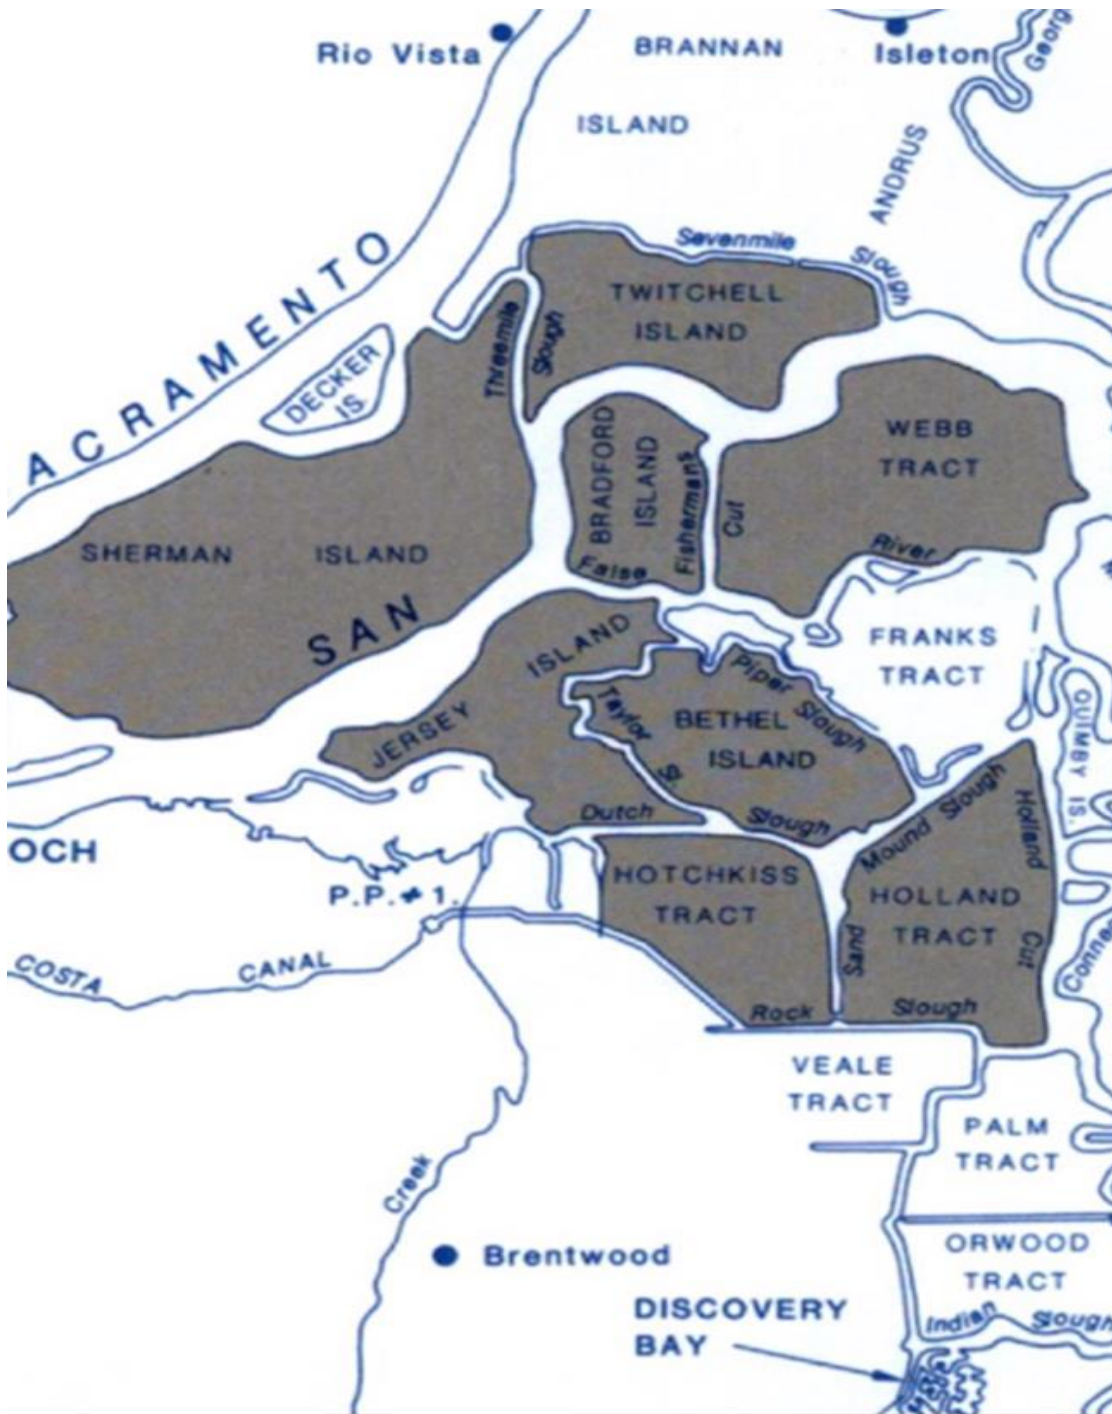 Rio Vista
BRANNAN
Isleton
Georg
ISLAND
ANDRUS
Sevenmile
Slough
ACRAMENTO
TWITCHELL
ISLAND
Threemile
Slough
DECKER
IS.
BRADFORD
ISLAND
Fishermans
Cut
WEBB
TRACT
SHERMAN ISLAND
False
River
SAN
ISLAND
JERSEY
FRANKS
TRACT
Piper
Slough
Taylor
Sl.
BETHEL
ISLAND
QUIMBY IS.
Dutch
Slough
Mound Slough
Holland
Cut
OCH
P.P. # 1.
HOTCHKISS
TRACT
HOLLAND
TRACT
Sand
COSTA
CANAL
Conne
Rock
Slough
VEALE
TRACT
PALM
TRACT
Creek
Brentwood
ORWOOD
TRACT
DISCOVERY
BAY
Indian
Slough